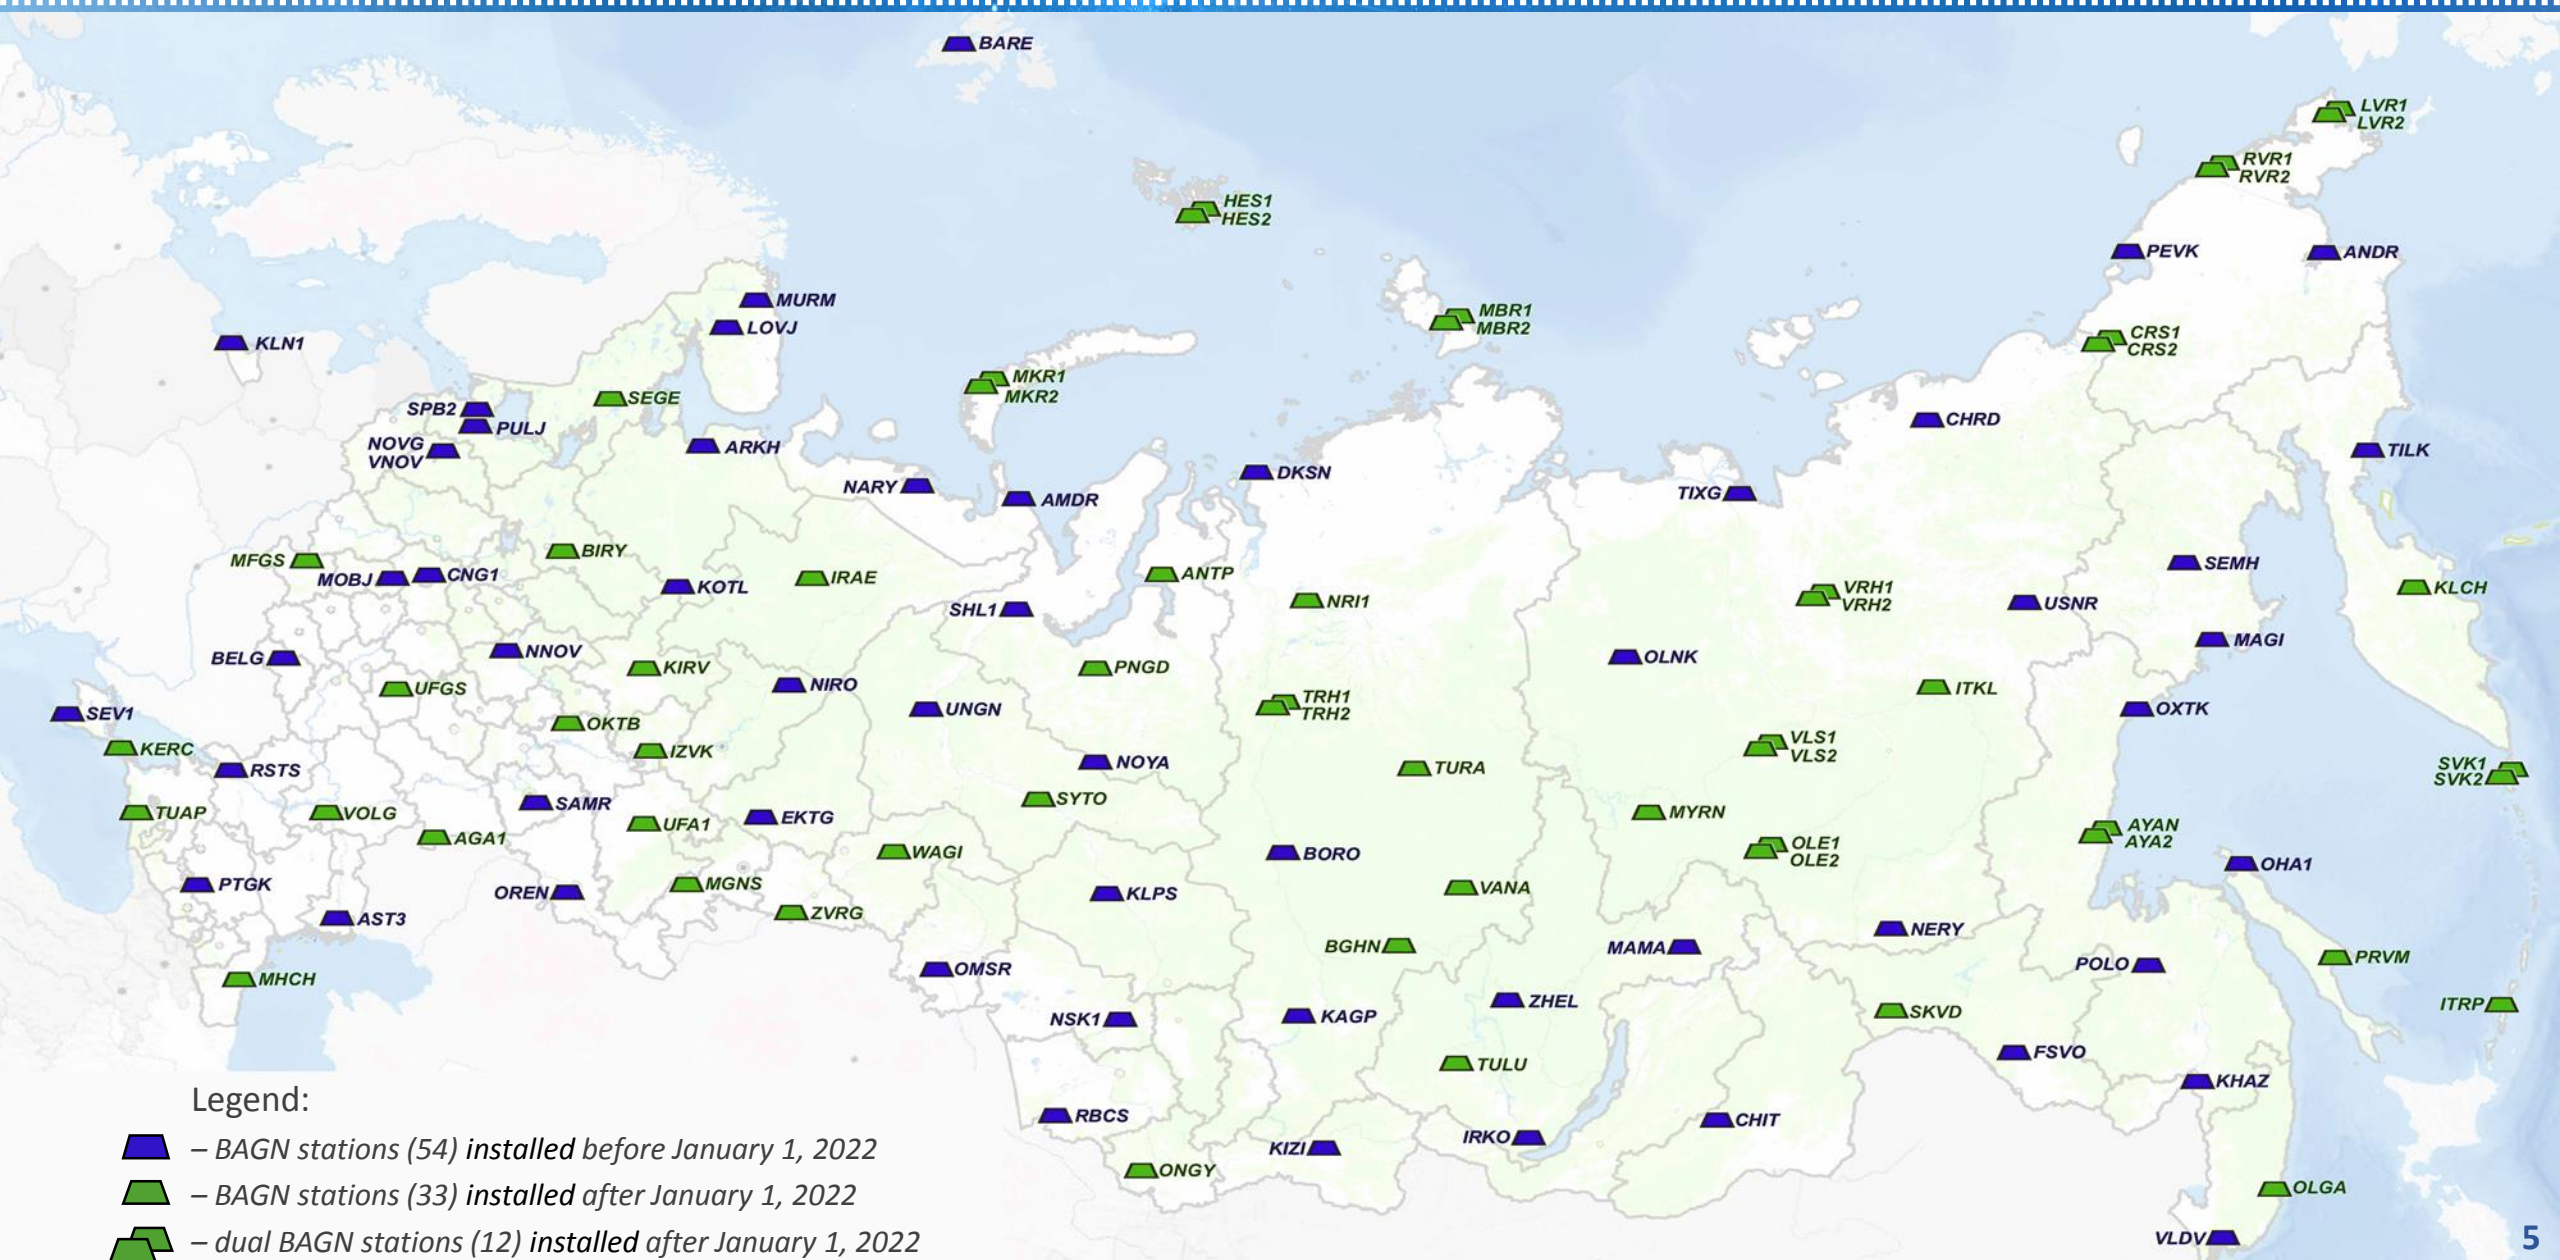 BARE
LVR1
LVR2
RVR1
RVR2
HES1
HES2
PEVK
ANDR
MURM
LOVJ
MBR1
MBR2
KLN1
CRS1
CRS2
MKR1
MKR2
SEGE
SPB2
PULJ
CHRD
NOVG
VNOV
ARKH
TILK
DKSN
NARY
AMDR
TIXG
BIRY
MFGS
MOBJ
CNG1
IRAE
ANTP
SEMH
KOTL
KLCH
NRI1
VRH1
VRH2
USNR
SHL1
MAGI
BELG
NNOV
OLNK
KIRV
PNGD
UFGS
NIRO
ITKL
TRH1
TRH2
UNGN
OXTK
SEV1
OKTB
VLS1
VLS2
KERC
IZVK
NOYA
TURA
SVK1
SVK2
RSTS
SYTO
SAMR
TUAP
VOLG
MYRN
EKTG
UFA1
AYAN
AYA2
AGA1
OLE1
OLE2
WAGI
BORO
OHA1
PTGK
MGNS
VANA
OREN
KLPS
ZVRG
AST3
NERY
BGHN
MAMA
PRVM
POLO
OMSR
MHCH
ZHEL
ITRP
SKVD
NSK1
KAGP
FSVO
TULU
KHAZ
Legend:
RBCS
CHIT
IRKO
KIZI
– BAGN stations (54) installed before January 1, 2022
ONGY
OLGA
– BAGN stations (33) installed after January 1, 2022
VLDV
– dual BAGN stations (12) installed after January 1, 2022
5